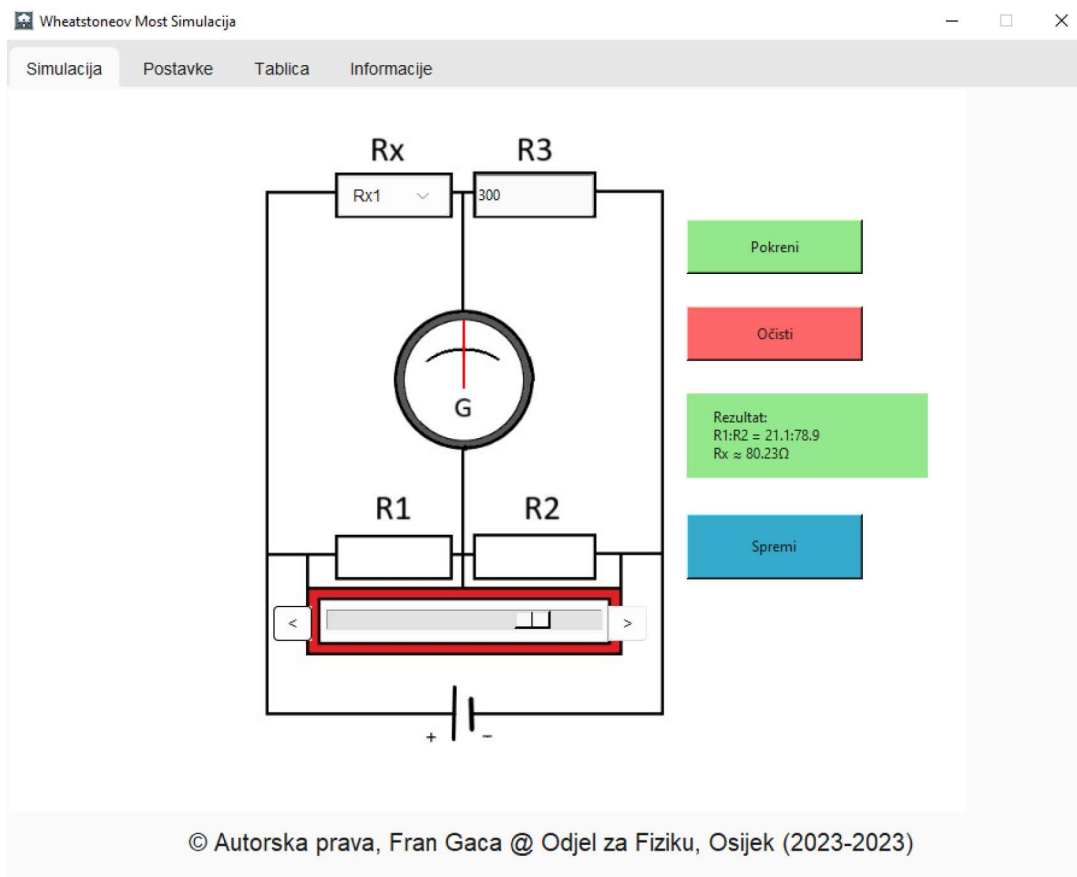 Wheatstoneov Most Simulacija
Simulacija Postavke Tablica Informacije
Rx R3
Rx1 300
Pokreni
Očisti
G
Rezultat:
R1:R2 = 21.1:78.9
Rx ≈ 80.23Ω
R1 R2
Spremi
< >
+ −
© Autorska prava, Fran Gaca @ Odjel za Fiziku, Osijek (2023-2023)